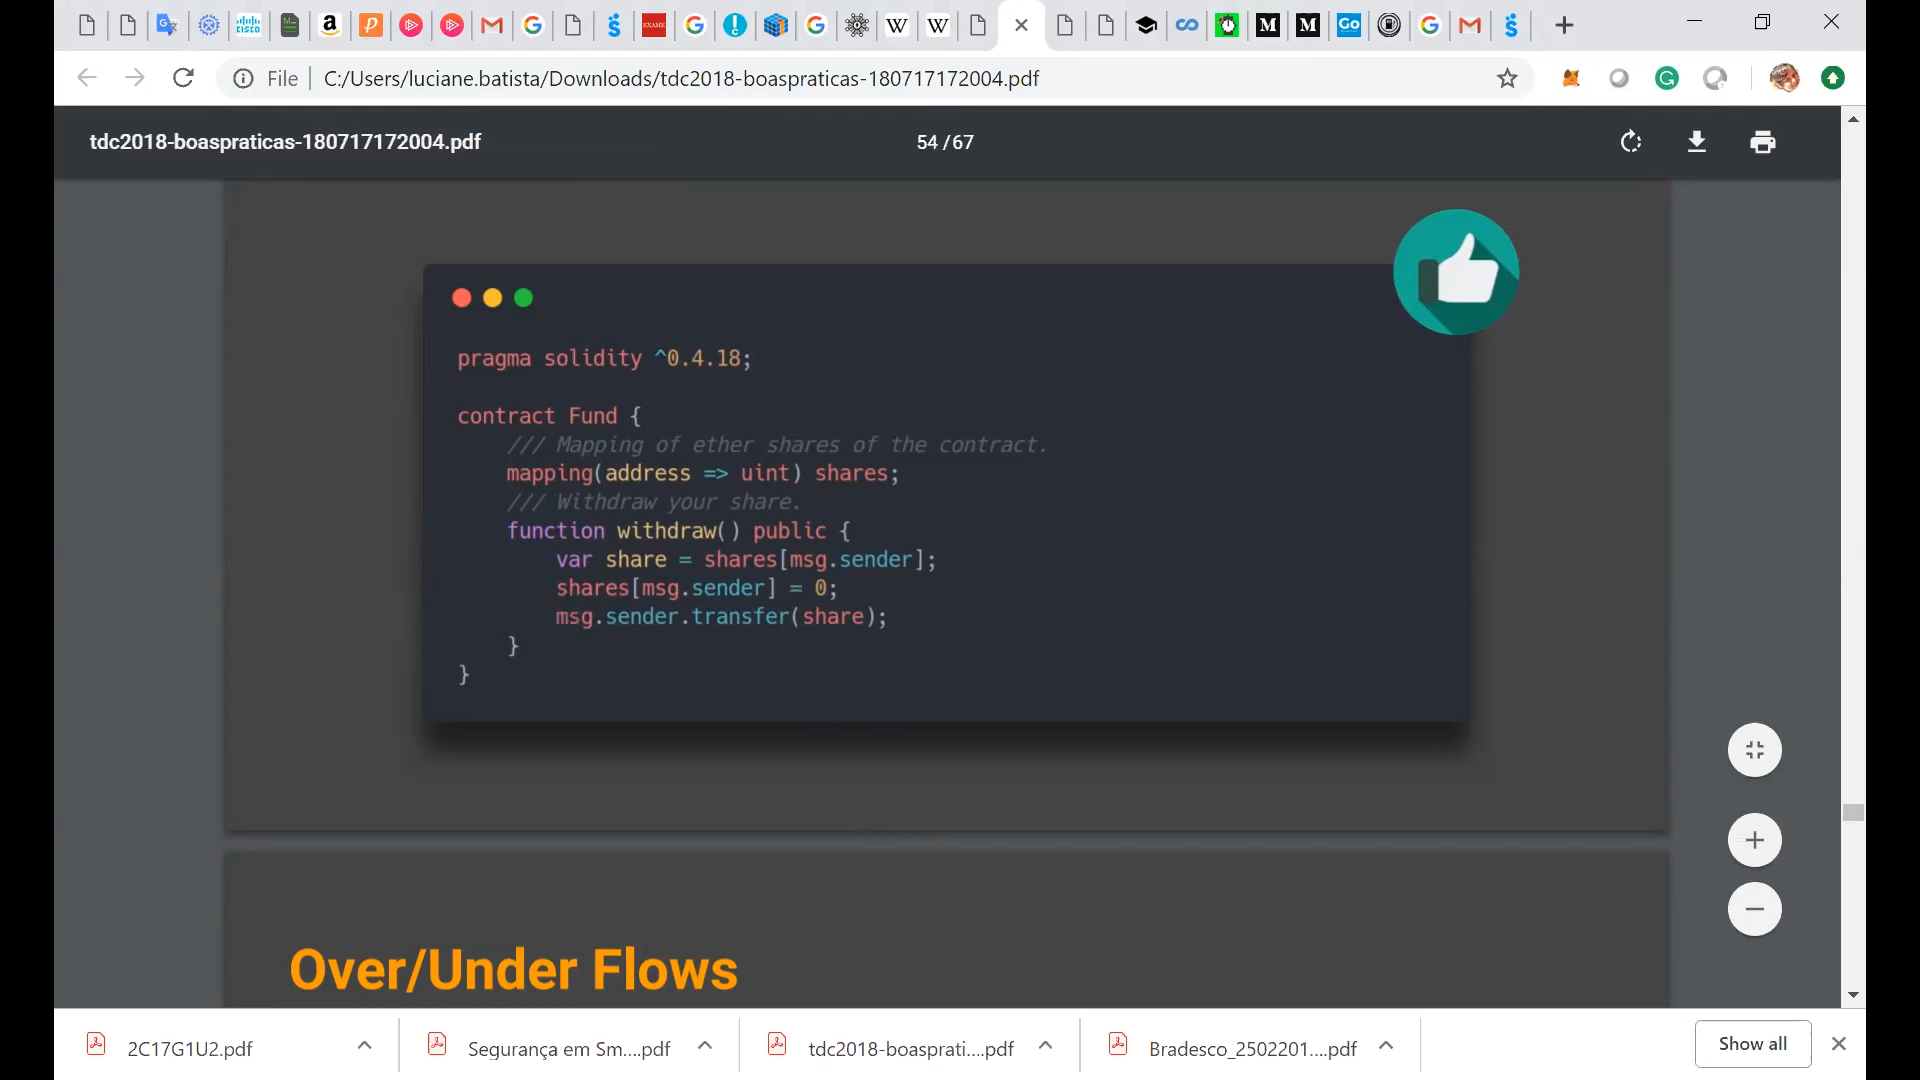 File
C:/Users/luciane.batista/Downloads/tdc2018-boaspraticas-180717172004.pdf
tdc2018-boaspraticas-180717172004.pdf
54 / 67
pragma solidity ^0.4.18;
contract Fund {
/// Mapping of ether shares of the contract.
mapping(address => uint) shares;
/// Withdraw your share.
function withdraw() public {
var share = shares[msg.sender];
shares[msg.sender] = 0;
msg.sender.transfer(share);
}
}
Over/Under Flows
2C17G1U2.pdf
Segurança em Sm....pdf
tdc2018-boasprati....pdf
Bradesco_2502201....pdf
Show all